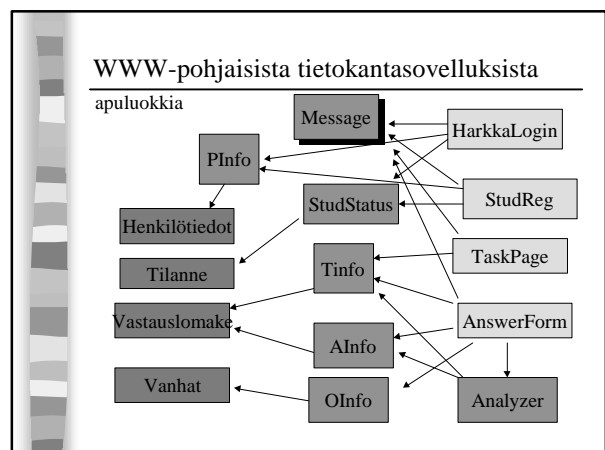 WWW-pohjaisista tietokantasovelluksista
apuluokkia
Message
HarkkaLogin
PInfo
StudStatus
StudReg
Henkilötiedot
TaskPage
Tilanne
Tinfo
Vastauslomake
AnswerForm
AInfo
Vanhat
OInfo
Analyzer